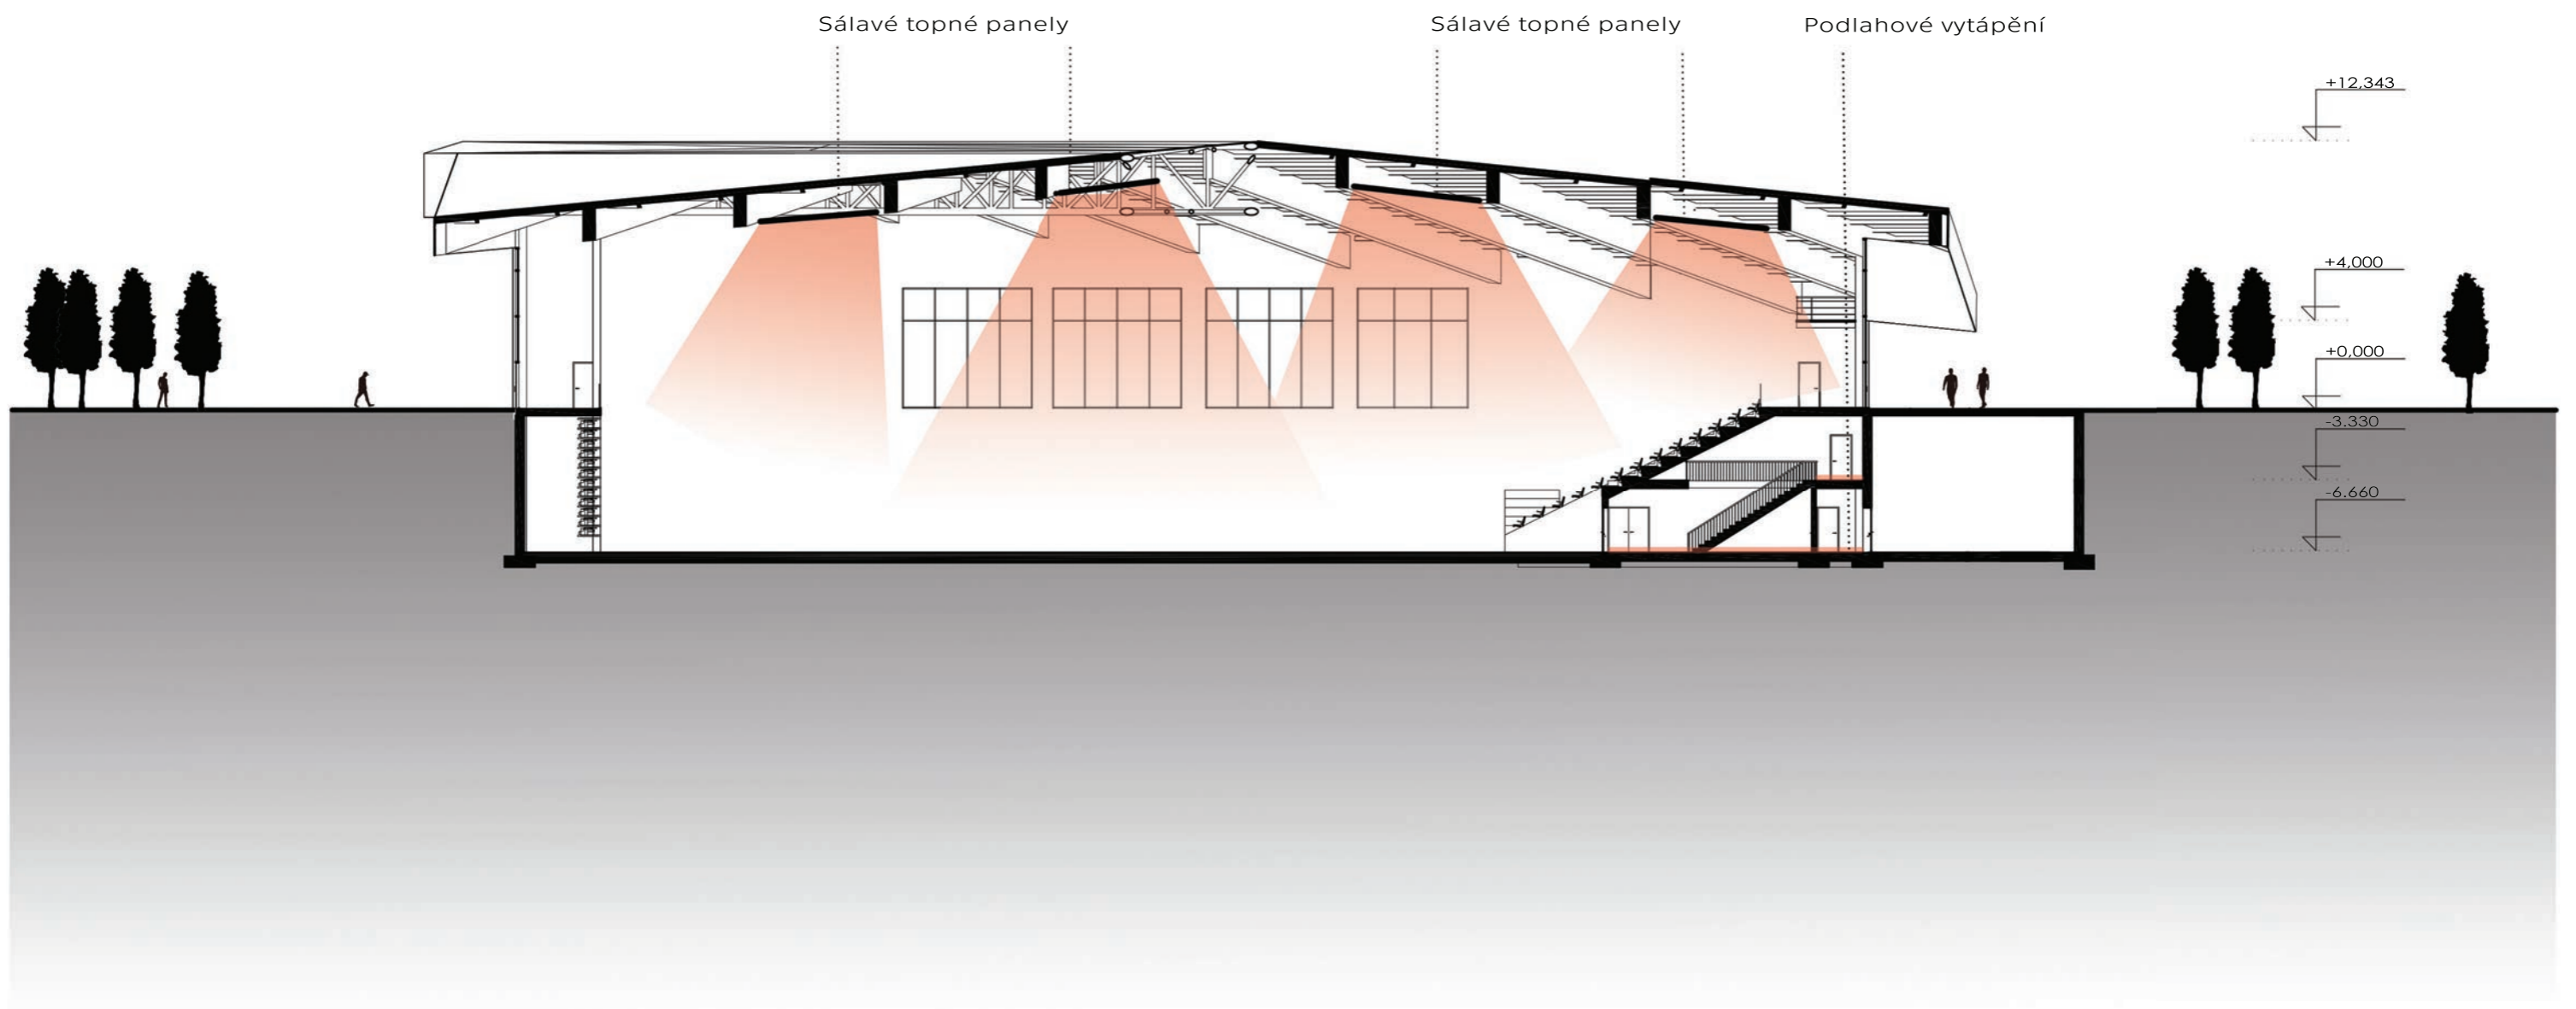 Sálavé topné panely
Sálavé topné panely
Podlahové vytápění
+12,343
+4,000
+0,000
-3.330
-6.660